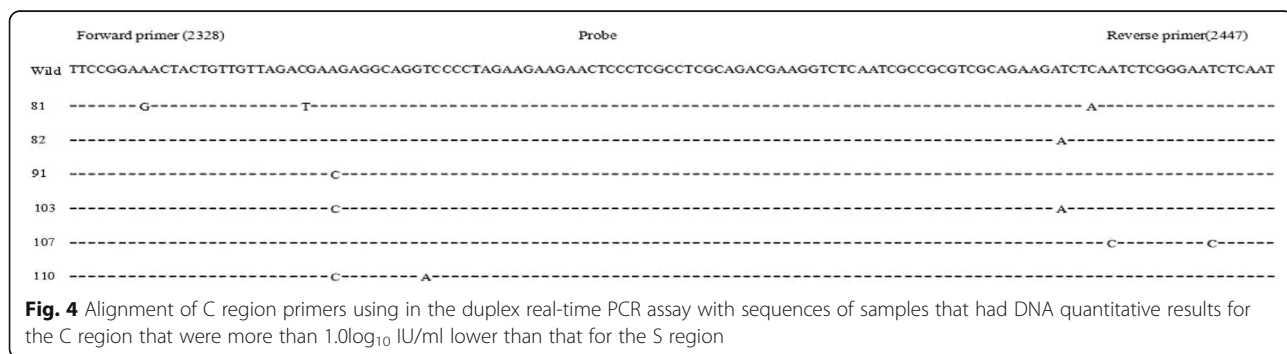 Forward primer (2328) Probe Reverse primer(2447)
Wild TTCCGGAAACTACTGTTGTTAGACGAAGAGGCAGGTCCCCTAGAAGAAGAACTCCCTCGCCTCGCAGACGAAGGTCTCAATCGCCGCGTCGCAGAAGATCTCAATCTCGGGAATCTCAAT
81 -------G---------------T-----------------------------------------------------------------------------A------------------
82 --------------------------------------------------------------------------------------------------A---------------------
91 --------------------------C---------------------------------------------------------------------------------------------
103 --------------------------C-----------------------------------------------------------------------A---------------------
107 -------------------------------------------------------------------------------------------------------C---------C------
110 --------------------------C--------A------------------------------------------------------------------------------------
Fig. 4 Alignment of C region primers using in the duplex real-time PCR assay with sequences of samples that had DNA quantitative results for
the C region that were more than 1.0log₁₀ IU/ml lower than that for the S region